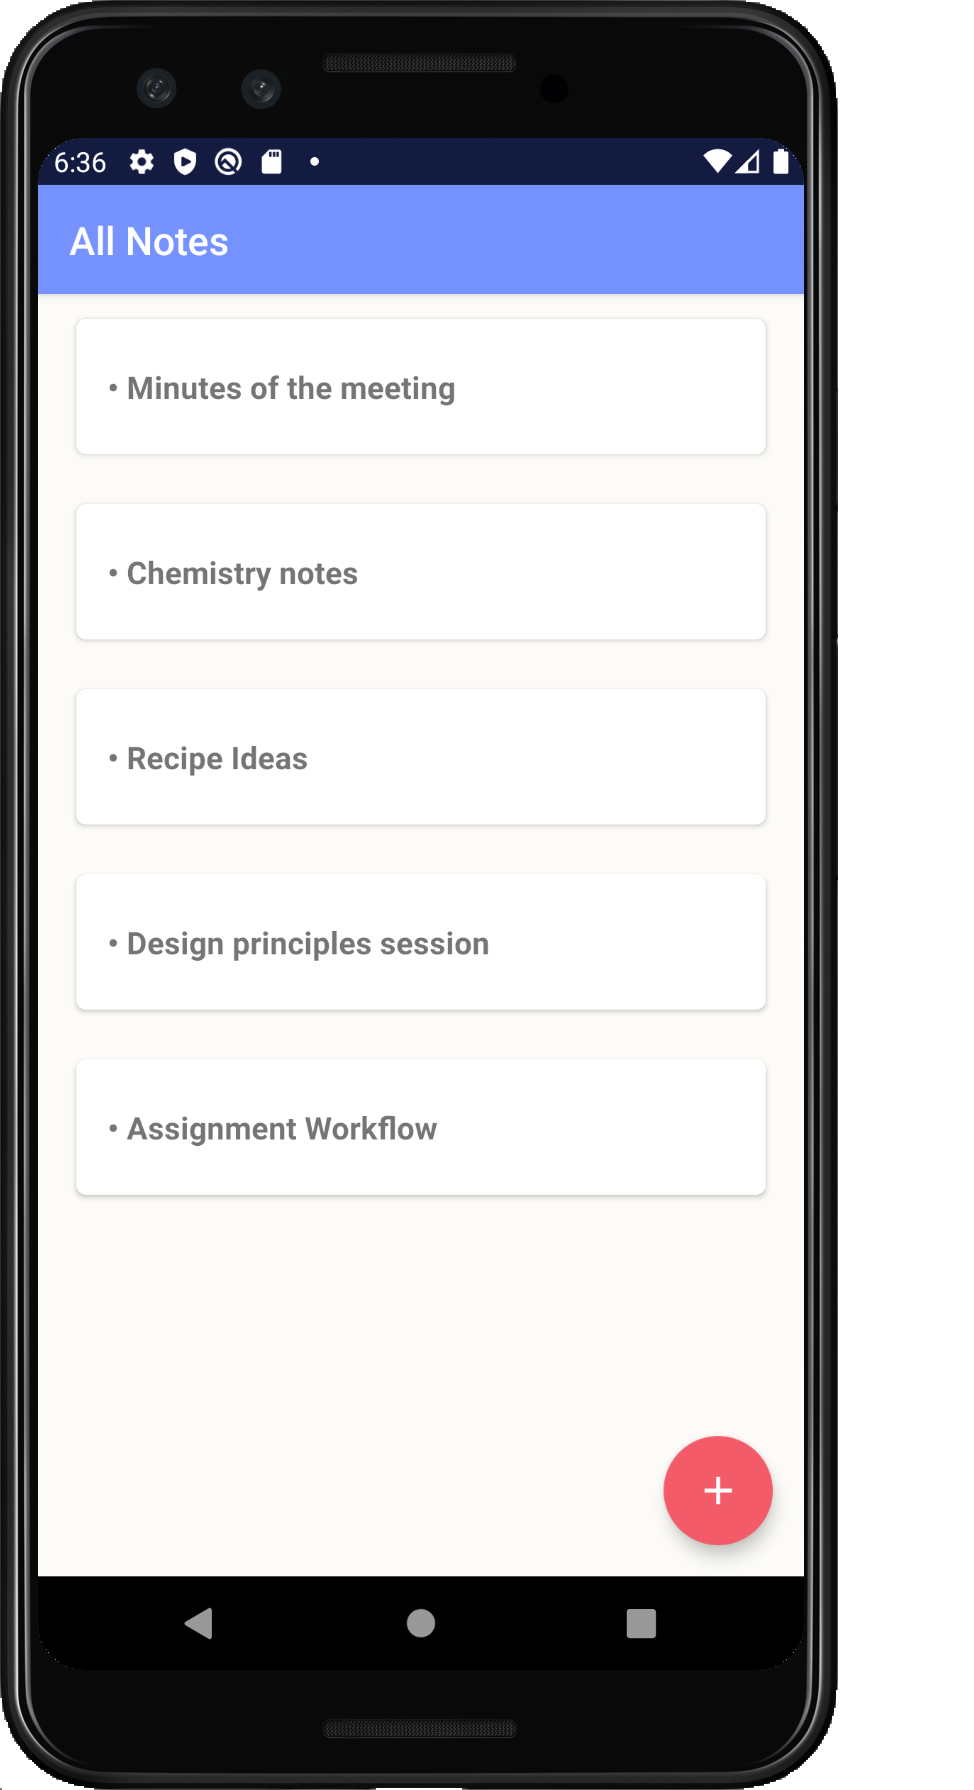 6:36
All Notes
• Minutes of the meeting
• Chemistry notes
• Recipe Ideas
• Design principles session
• Assignment Workflow
+